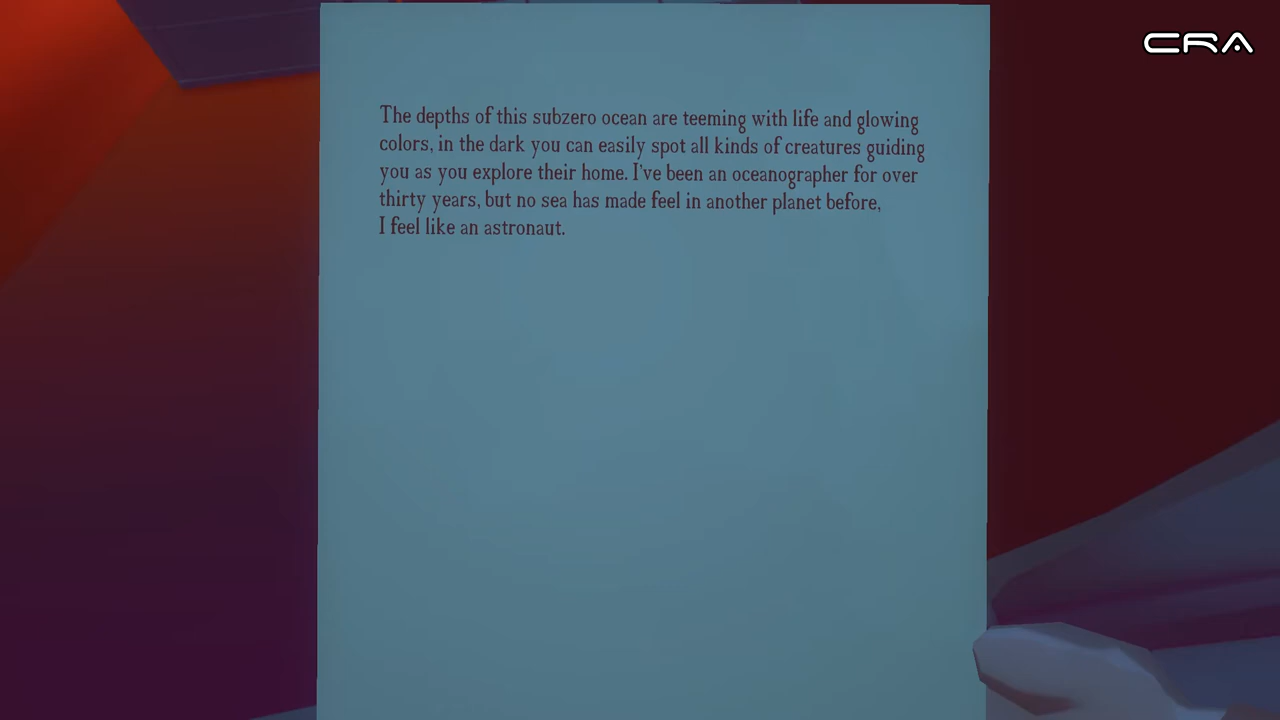 CRA
The depths of this subzero ocean are teeming with life and glowing
colors, in the dark you can easily spot all kinds of creatures guiding
you as you explore their home. I've been an oceanographer for over
thirty years, but no sea has made feel in another planet before,
I feel like an astronaut.